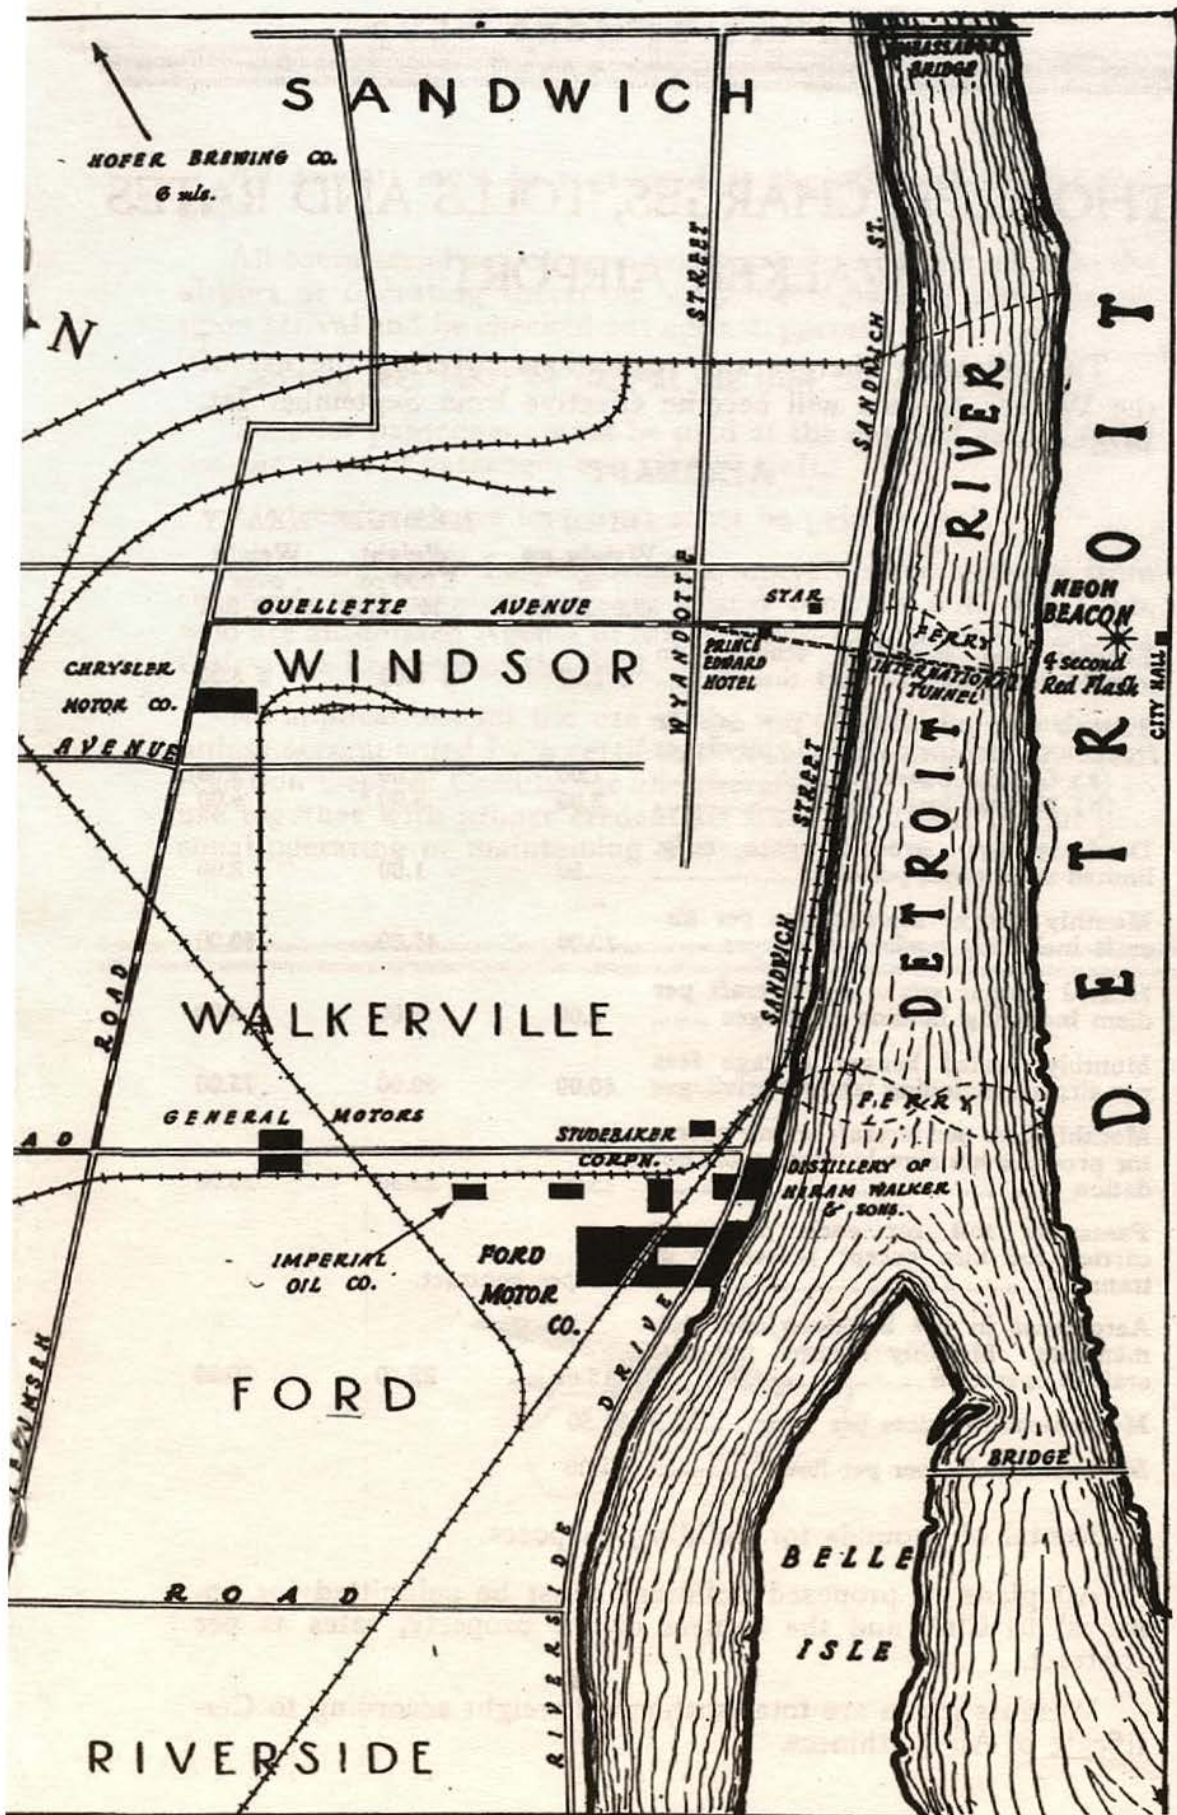 AMBASSADOR
BRIDGE
SANDWICH
HOFER BREWING CO.
6 mls.
N
STREET
SANDWICH ST.
RIVER
DETROIT
OUELLETTE AVENUE
STAR
WYANDOTTE
PRINCE
EDWARD
HOTEL
FERRY
INTERNATIONAL
TUNNEL
NEON
BEACON
4 second
Red Flash
CITY HALL
CHRYSLER
MOTOR CO.
WINDSOR
AVENUE
SANDWICH STREET
DETROIT
ROAD
WALKERVILLE
FERRY
GENERAL MOTORS
STUDEBAKER
CORPN.
AD
DISTILLERY OF
HIRAM WALKER
& SONS.
IMPERIAL
OIL CO.
FORD
MOTOR
CO.
FORD
RIVERSIDE DRIVE
BRIDGE
BELLE
ISLE
ROAD
RIVERSIDE